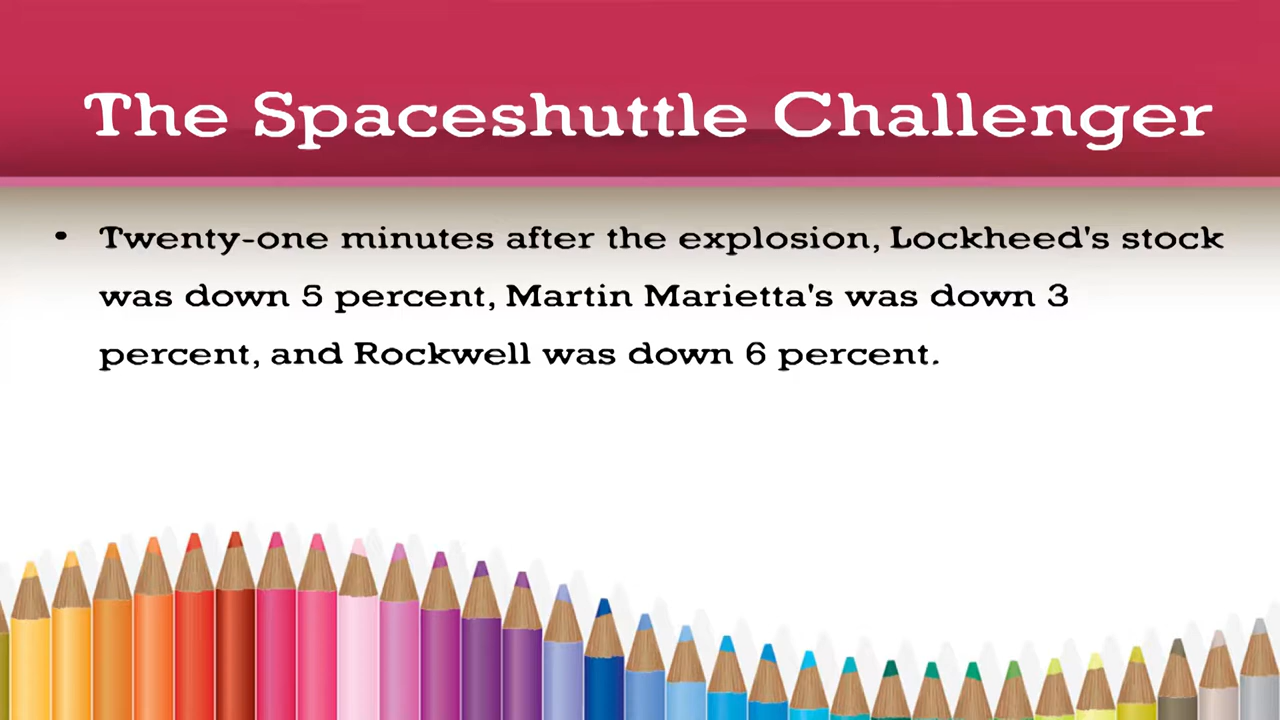 The Spaceshuttle Challenger
• Twenty-one minutes after the explosion, Lockheed's stock
was down 5 percent, Martin Marietta's was down 3
percent, and Rockwell was down 6 percent.